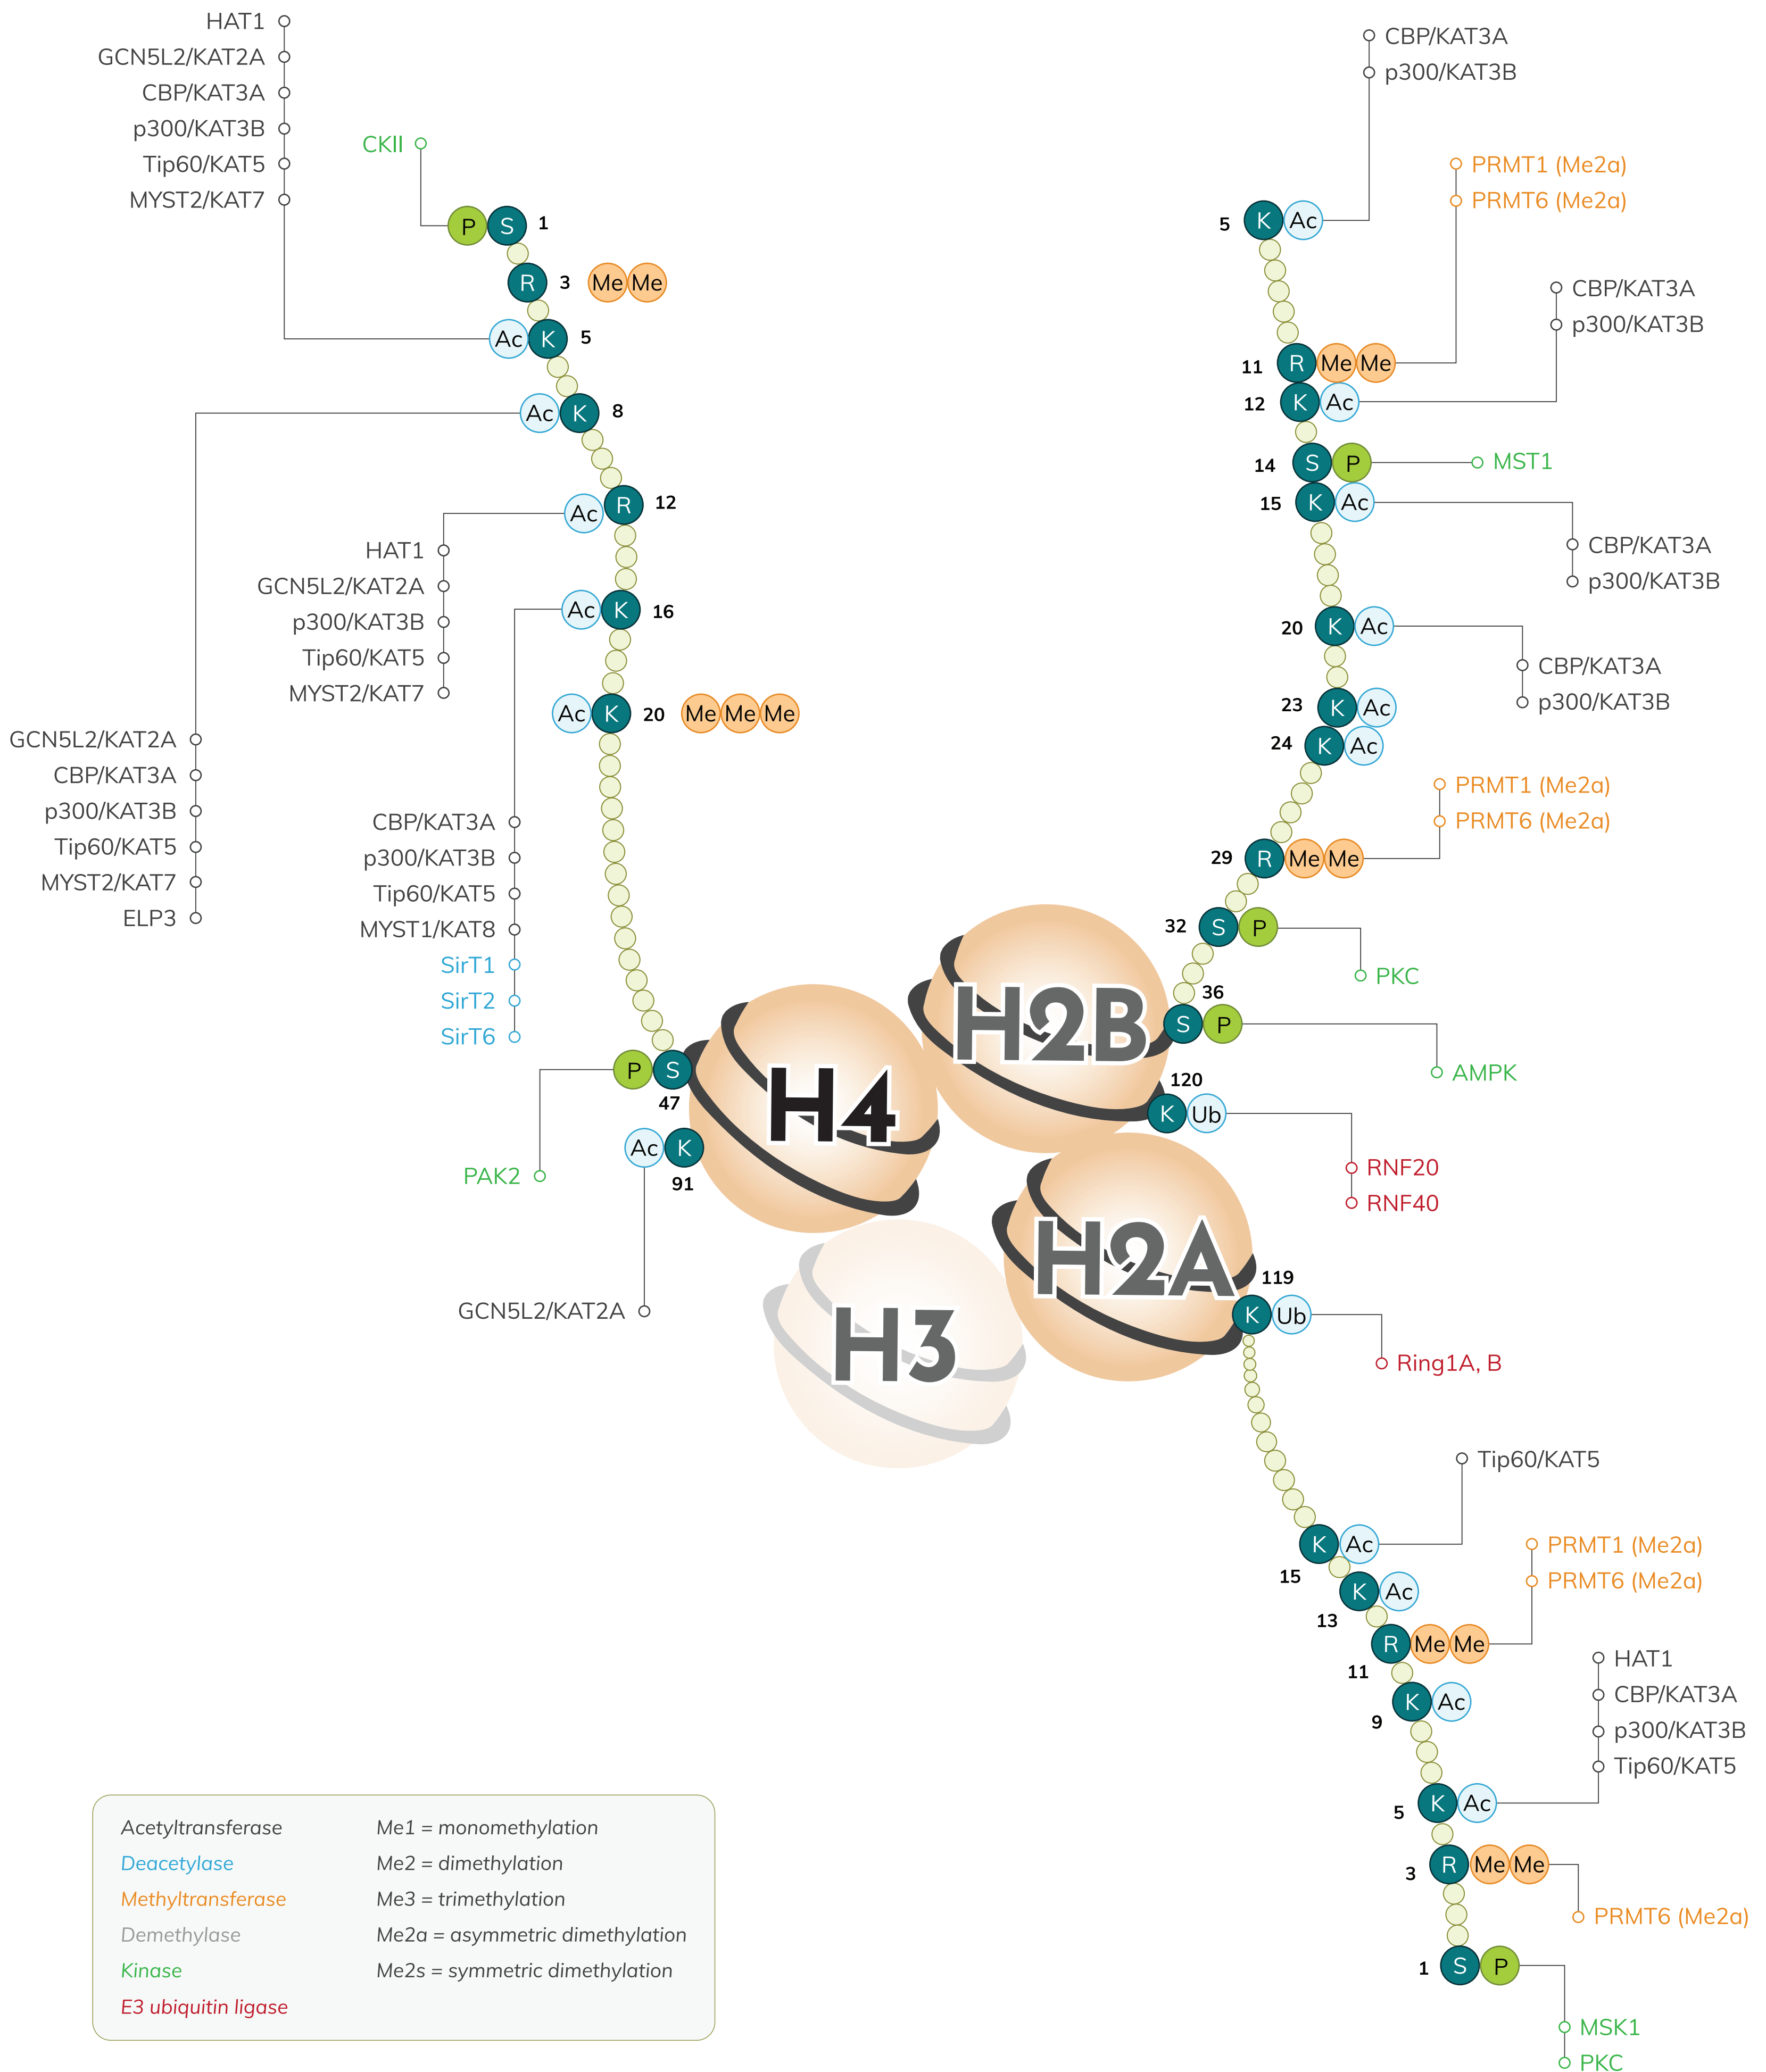 HAT1
GCN5L2/KAT2A
CBP/KAT3A
p300/KAT3B
Tip60/KAT5
MYST2/KAT7
CKII
P S 1
R 3 Me Me
Ac K 5
Ac K 8
Ac R 12
HAT1
GCN5L2/KAT2A
p300/KAT3B
Tip60/KAT5
MYST2/KAT7
Ac K 16
Ac K 20 Me Me Me
GCN5L2/KAT2A
CBP/KAT3A
p300/KAT3B
Tip60/KAT5
MYST2/KAT7
ELP3
CBP/KAT3A
p300/KAT3B
Tip60/KAT5
MYST1/KAT8
SirT1
SirT2
SirT6
P S
47
PAK2
Ac K
91
GCN5L2/KAT2A
H4
H2B
H2A
H3
CBP/KAT3A
p300/KAT3B
5 K Ac
PRMT1 (Me2a)
PRMT6 (Me2a)
11 R Me Me
CBP/KAT3A
p300/KAT3B
12 K Ac
14 S P MST1
15 K Ac
CBP/KAT3A
p300/KAT3B
20 K Ac
CBP/KAT3A
p300/KAT3B
23 K Ac
24 K Ac
PRMT1 (Me2a)
PRMT6 (Me2a)
29 R Me Me
32 S P
PKC
36
S P
AMPK
120
K Ub
RNF20
RNF40
119
K Ub
Ring1A, B
Tip60/KAT5
K Ac
15
PRMT1 (Me2a)
PRMT6 (Me2a)
K Ac
13
R Me Me
11
HAT1
CBP/KAT3A
p300/KAT3B
Tip60/KAT5
K Ac
9
5 K Ac
3 R Me Me
PRMT6 (Me2a)
1 S P
MSK1
PKC
Acetyltransferase
Deacetylase
Methyltransferase
Demethylase
Kinase
E3 ubiquitin ligase
Me1 = monomethylation
Me2 = dimethylation
Me3 = trimethylation
Me2a = asymmetric dimethylation
Me2s = symmetric dimethylation